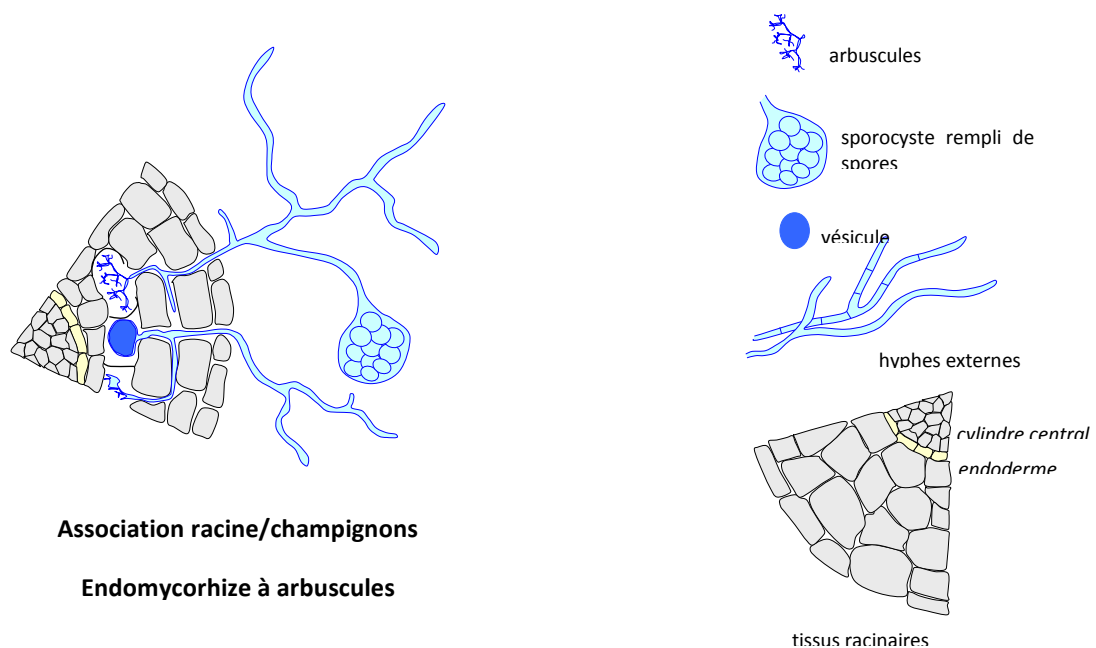 arbuscules
sporocyste rempli de
spores
vésicule
hyphes externes
cylindre central
endoderme
Association racine/champignons
Endomycorhize à arbuscules
tissus racinaires